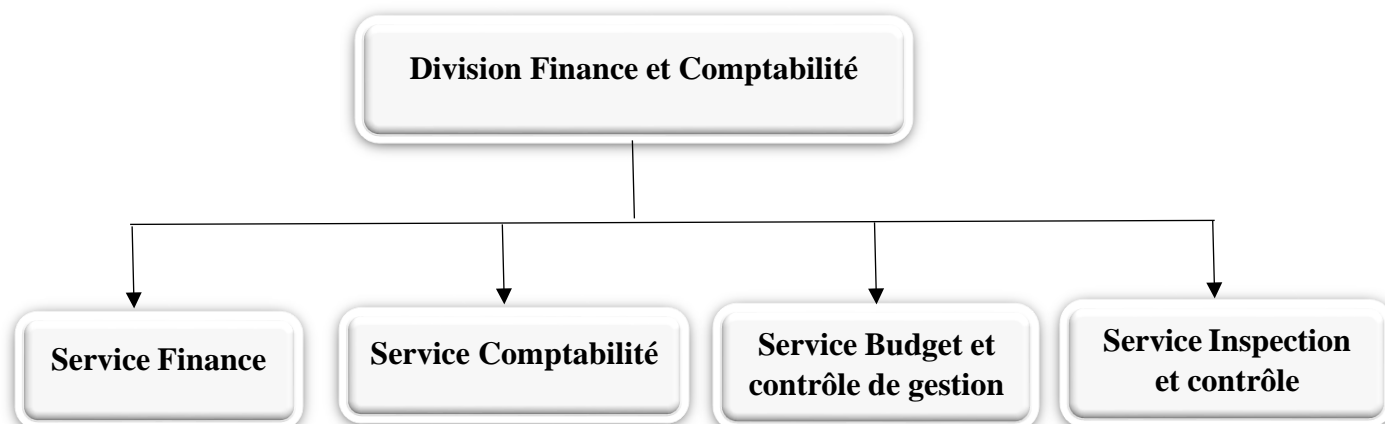 Division Finance et Comptabilité
Service Finance
Service Comptabilité
Service Budget et
contrôle de gestion
Service Inspection
et contrôle